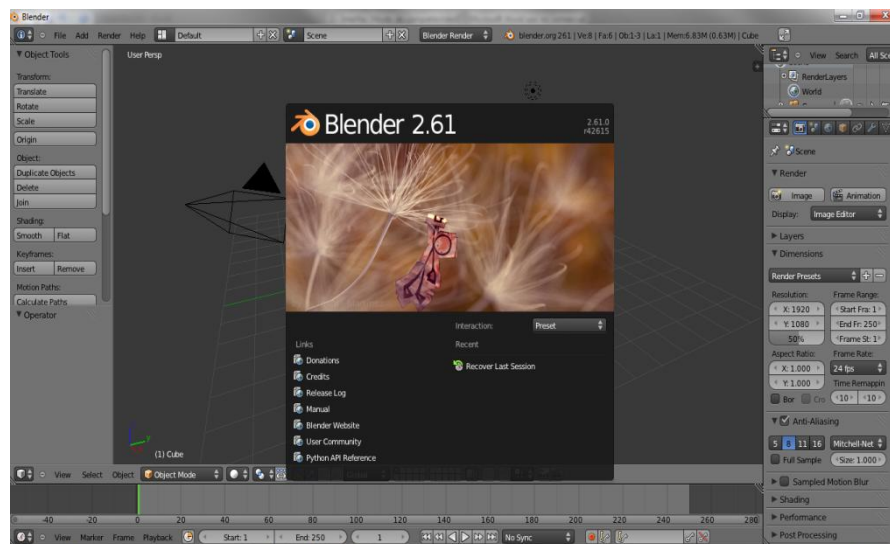 Blender
File Add Render Help Default Scene Blender Render blender.org 261 | Ve:8 | Fa:6 | Ob:1-3 | La:1 | Mem:6.83M (0.63M) | Cube
Object Tools
Transform:
Translate
Rotate
Scale
Origin
Object:
Duplicate Objects
Delete
Join
Shading:
Smooth Flat
Keyframes:
Insert Remove
Motion Paths:
Calculate Paths
Operator
User Persp
(1) Cube
Blender 2.61
2.61.0
r42615
Interaction: Preset
Links Recent
Donations Recover Last Session
Credits
Release Log
Manual
Blender Website
User Community
Python API Reference
View Search All Sce
RenderLayers
World
Scene
Render
Image Animation
Display: Image Editor
Layers
Dimensions
Render Presets
Resolution: Frame Range:
X: 1920 Start Fra: 1
Y: 1080 End Fr: 250
50% Frame St: 1
Aspect Ratio: Frame Rate:
X: 1.000 24 fps
Y: 1.000 Time Remappin
Bor Cro 10 10
Anti-Aliasing
5 8 11 16 Mitchell-Net
Full Sample Size: 1.000
Sampled Motion Blur
Shading
Performance
Post Processing
View Select Object Object Mode
-40 -20 0 20 40 60 80 100 120 140 160 180 200 220 240 260 280
View Marker Frame Playback Start: 1 End: 250 1 No Sync